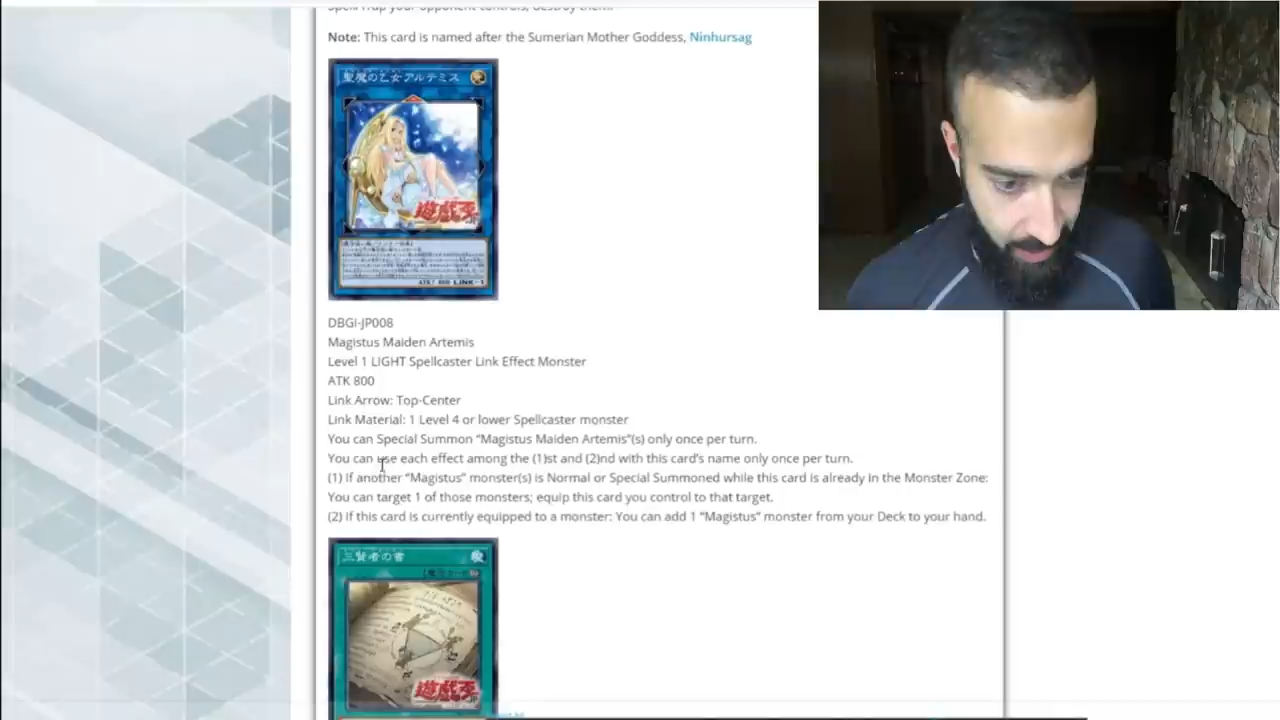 Note: This card is named after the Sumerian Mother Goddess, Ninhursag
聖魔の乙女アルテミス
遊戯王
ATK/ 800 LINK-1
DBGI-JP008
Magistus Maiden Artemis
Level 1 LIGHT Spellcaster Link Effect Monster
ATK 800
Link Arrow: Top-Center
Link Material: 1 Level 4 or lower Spellcaster monster
You can Special Summon “Magistus Maiden Artemis”(s) only once per turn.
You can use each effect among the (1)st and (2)nd with this card’s name only once per turn.
(1) If another “Magistus” monster(s) is Normal or Special Summoned while this card is already in the Monster Zone:
You can target 1 of those monsters; equip this card you control to that target.
(2) If this card is currently equipped to a monster: You can add 1 “Magistus” monster from your Deck to your hand.
三賢者の書
遊戯王